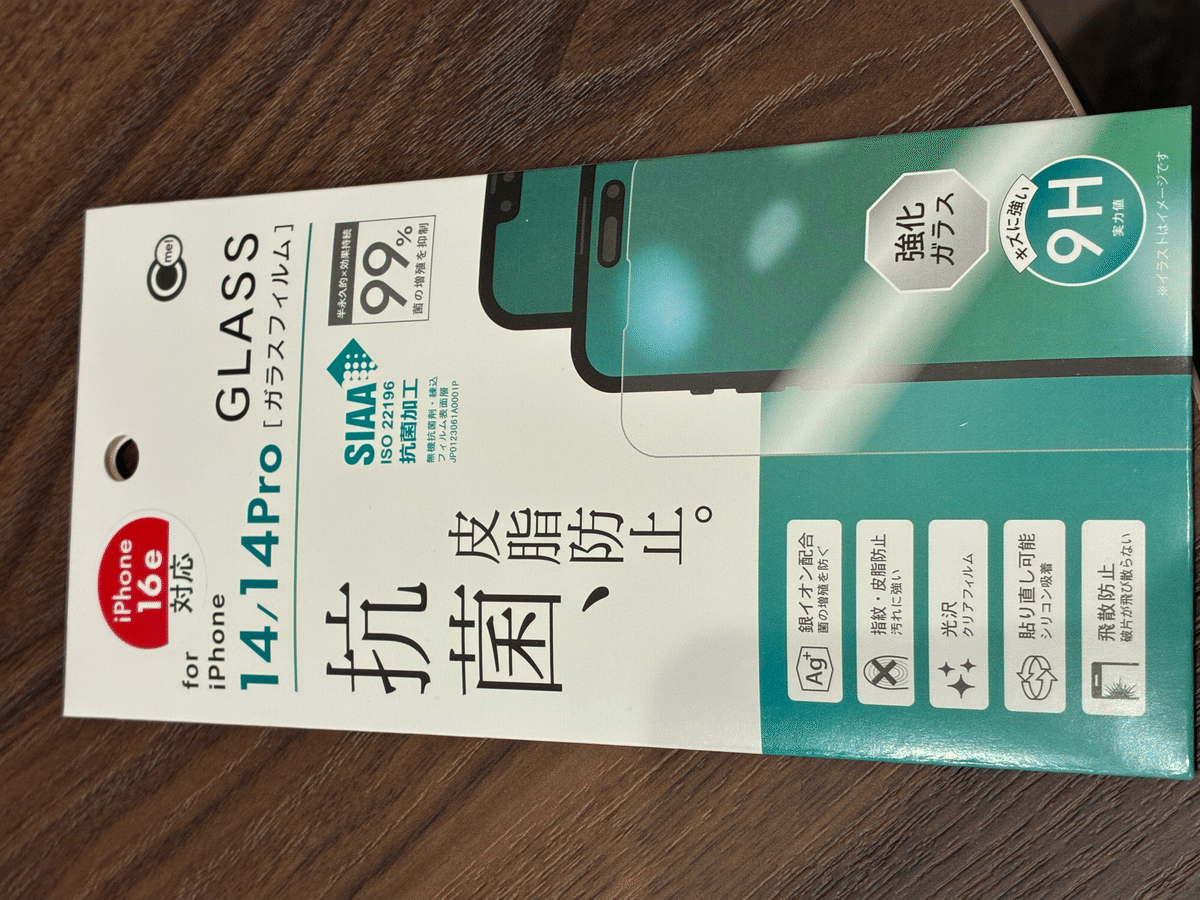 iPhone
16e
対応
Come!
for
iPhone
14/14Pro
GLASS
[ガラスフィルム]
抗菌、
皮脂防止。
SIAA
ISO 22196
抗菌加工
無機抗菌剤・練込
フィルム表面層
JP0123061A0001P
半永久的×効果持続
99%
菌の増殖を抑制
Ag+
銀イオン配合
菌の増殖を防ぐ
指紋・皮脂防止
汚れに強い
光沢
クリアフィルム
貼り直し可能
シリコン吸着
飛散防止
破片が飛び散らない
強化
ガラス
キズに強い
9H
実力値
※イラストはイメージです